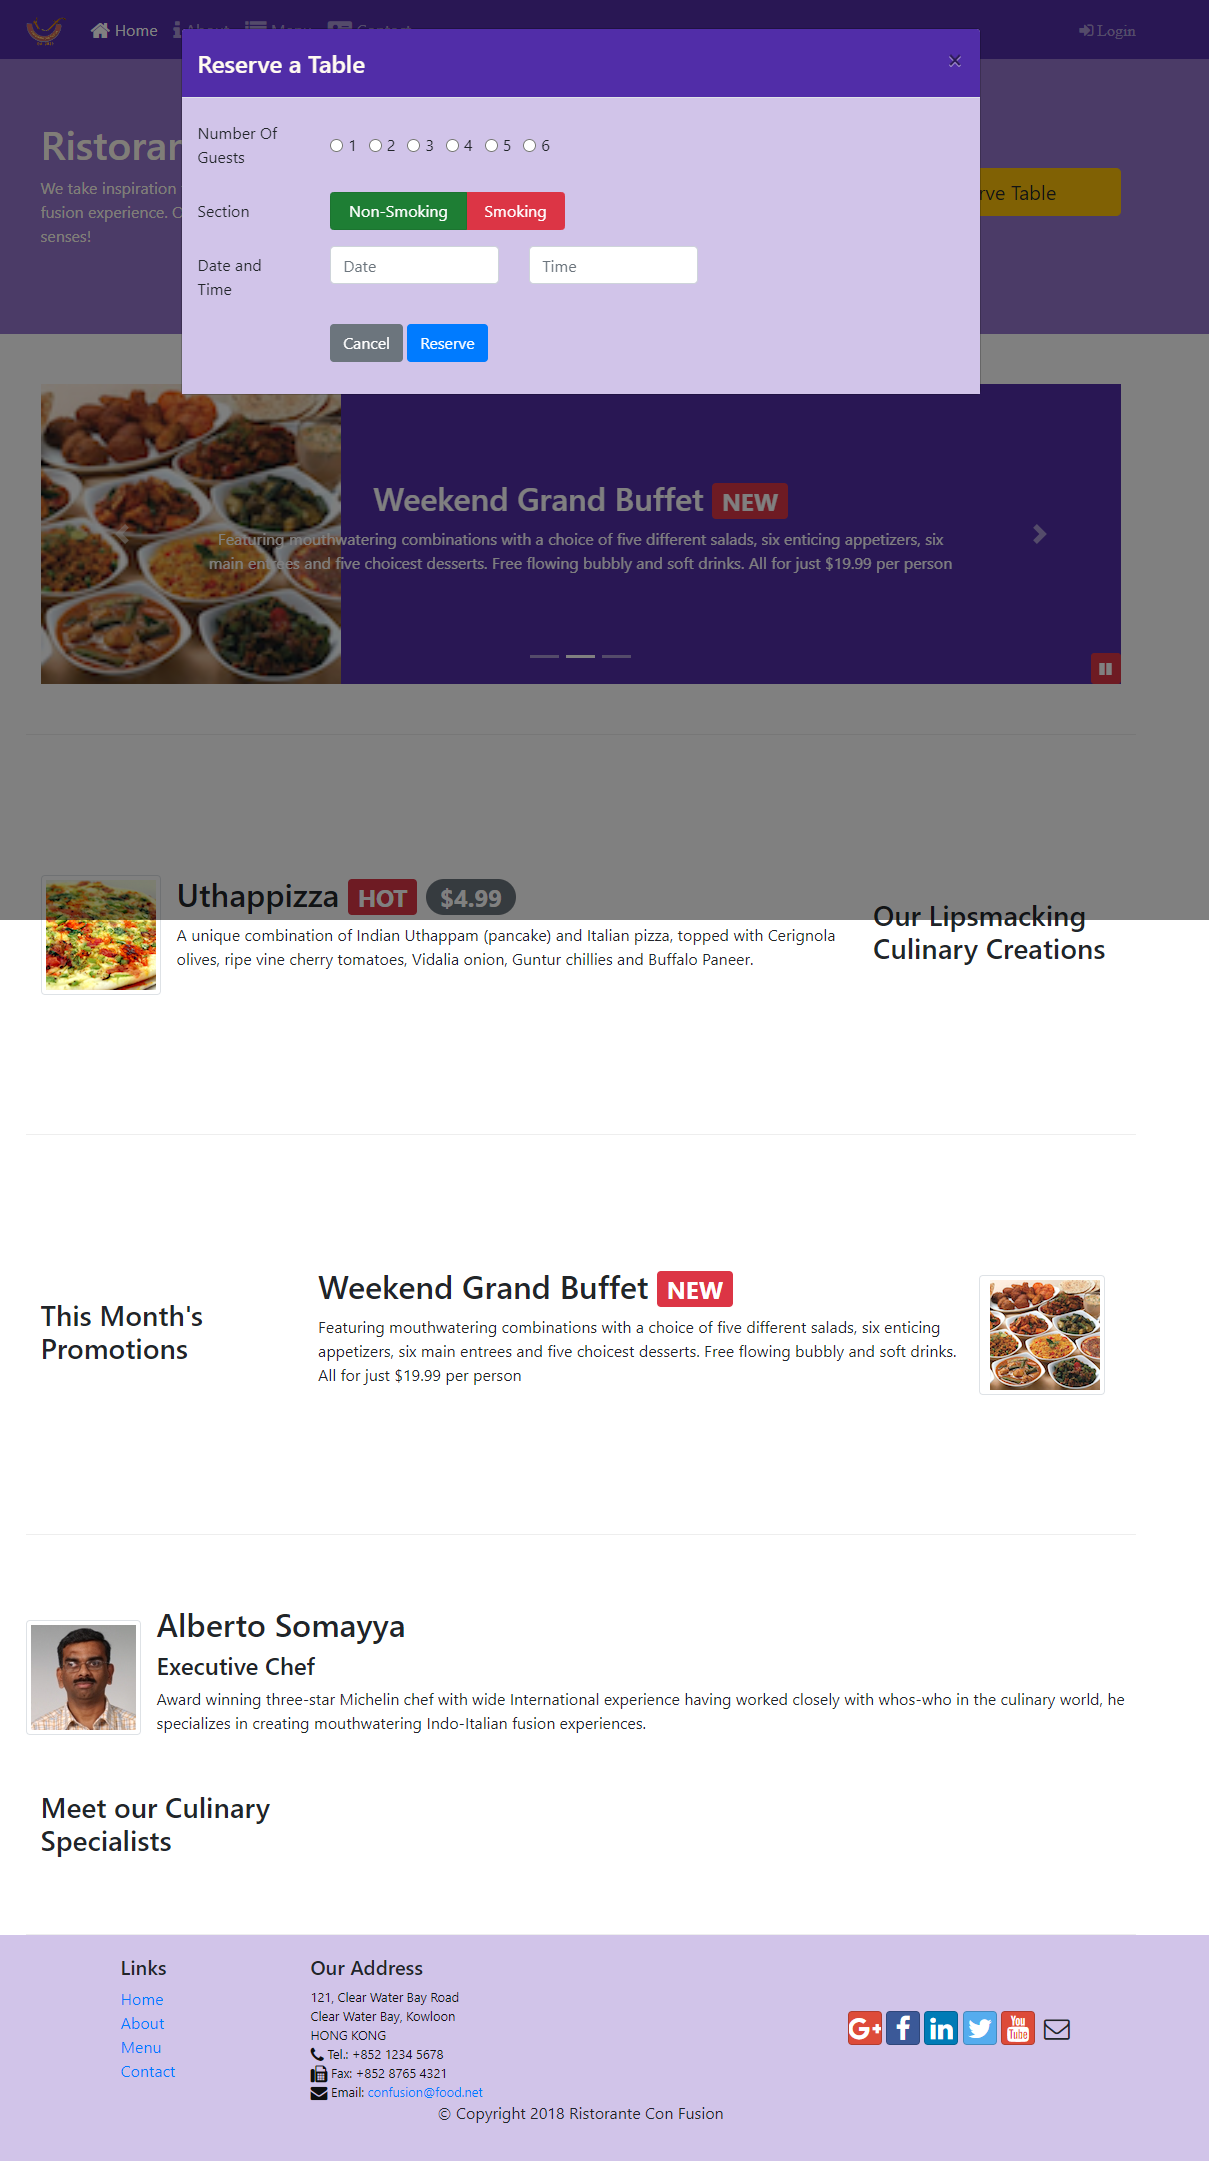 Home About Menu Contact Login
Reserve a Table ×
Number Of
Guests
1 2 3 4 5 6
Section
Non-Smoking Smoking
Date and
Time
Date Time
Cancel Reserve
We take inspiration
fusion experience.
senses!
Table
Weekend Grand Buffet NEW
Featuring mouthwatering combinations with a choice of five different salads, six enticing appetizers, six
main entrees and five choicest desserts. Free flowing bubbly and soft drinks. All for just $19.99 per person
Uthappizza HOT $4.99
A unique combination of Indian Uthappam (pancake) and Italian pizza, topped with Cerignola
olives, ripe vine cherry tomatoes, Vidalia onion, Guntur chillies and Buffalo Paneer.
Our Lipsmacking
Culinary Creations
This Month's
Promotions
Weekend Grand Buffet NEW
Featuring mouthwatering combinations with a choice of five different salads, six enticing
appetizers, six main entrees and five choicest desserts. Free flowing bubbly and soft drinks.
All for just $19.99 per person
Alberto Somayya
Executive Chef
Award winning three-star Michelin chef with wide International experience having worked closely with whos-who in the culinary world, he
specializes in creating mouthwatering Indo-Italian fusion experiences.
Meet our Culinary
Specialists
Links
Home
About
Menu
Contact
Our Address
121, Clear Water Bay Road
Clear Water Bay, Kowloon
HONG KONG
Tel.: +852 1234 5678
Fax: +852 8765 4321
Email: confusion@food.net
G+ f in You Tube
© Copyright 2018 Ristorante Con Fusion